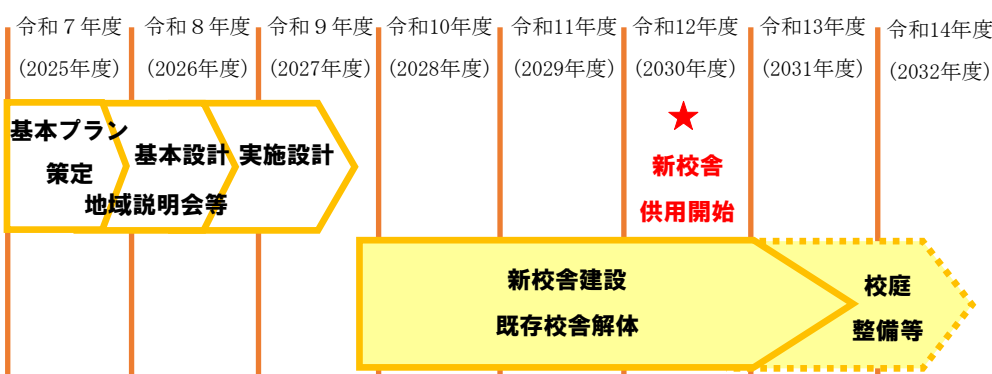 令和７年度 令和８年度 令和９年度 令和10年度 令和11年度 令和12年度 令和13年度 令和14年度
(2025年度) (2026年度) (2027年度) (2028年度) (2029年度) (2030年度) (2031年度) (2032年度)
基本プラン
策定
基本設計
実施設計
地域説明会等
★
新校舎
供用開始
新校舎建設
既存校舎解体
校庭
整備等